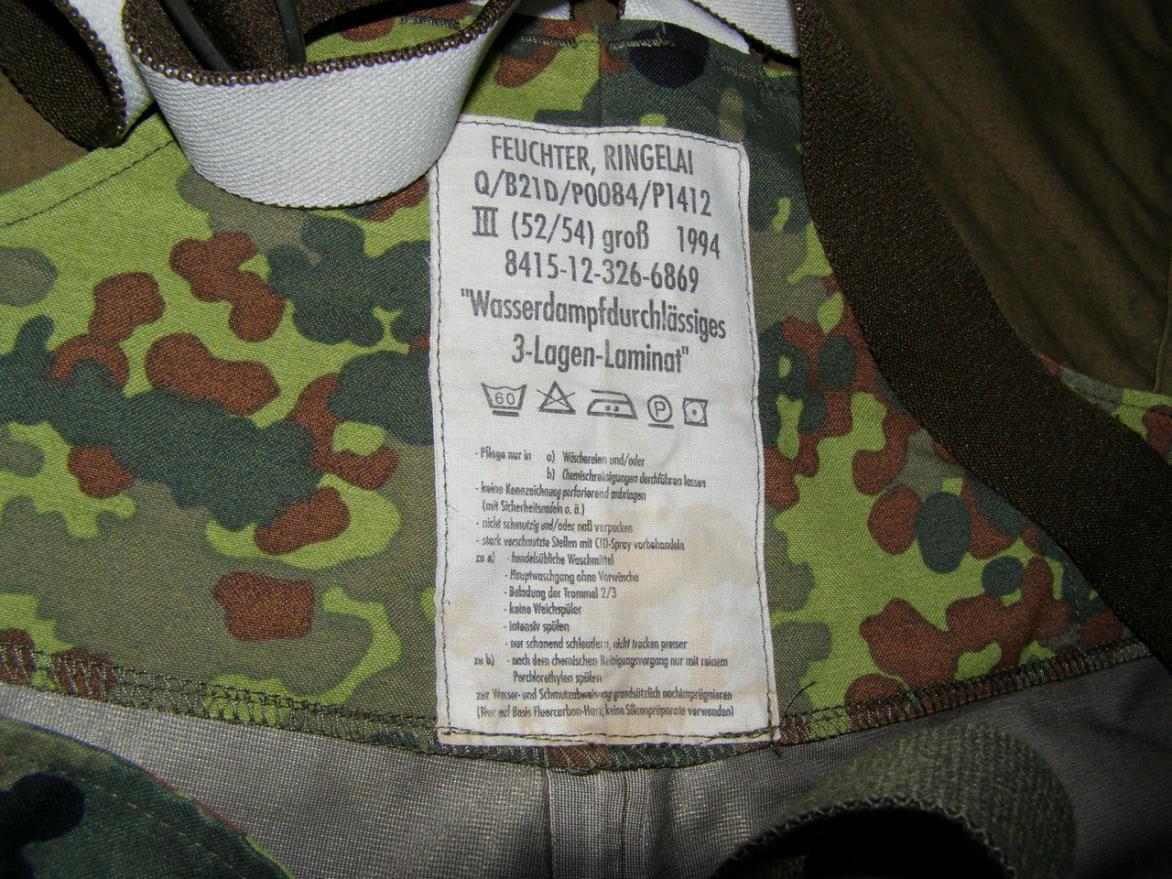 FEUCHTER, RINGELAI
Q/B21D/P0084/P1412
III (52/54) groß 1994
8415-12-326-6869
"Wasserdampfdurchlässiges
3-Lagen-Laminat"
60 P
- Pflege nur in a) Wäschereien und/oder
b) Chemischreinigungen durchführen lassen
- keine Kennzeichnung perforierend anbringen
(mit Sicherheitsnadeln o. ä.)
- nicht schmutzig und/oder naß verpacken
- stark verschmutzte Stellen mit CID-Spray vorbehandeln
zu a) - handelsübliche Waschmittel
- Hauptwaschgang ohne Vorwäsche
- Beladung der Trommel 2/3
- keine Weichspüler
- intensiv spülen
- nur schonend schleudern, nicht trocken presser
zu b) - nach dem chemischen Reinigungsvorgang nur mit reinem
Perchlorethylen spülen
zur Wasser- und Schmutzabweisung grundsätzlich nachimprägnieren
(Nur auf Basis Fluorcarbon-Harz, keine Silikonpräparate verwenden)